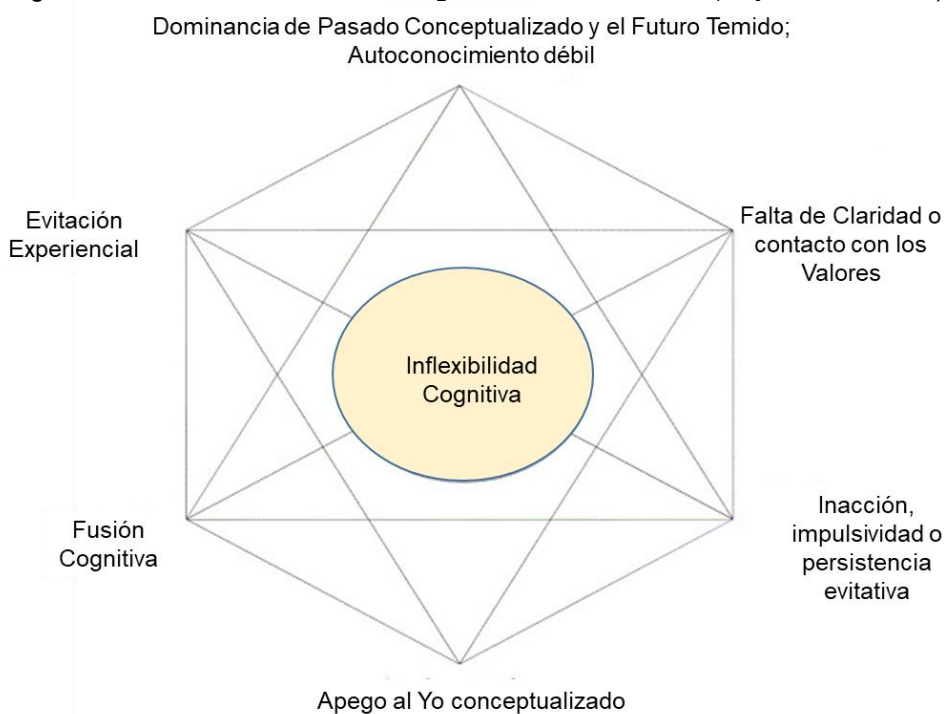 Dominancia de Pasado Conceptualizado y el Futuro Temido;
Autoconocimiento débil
Evitación
Experiencial
Falta de Claridad o
contacto con los
Valores
Inflexibilidad
Cognitiva
Fusión
Cognitiva
Inacción,
impulsividad o
persistencia
evitativa
Apego al Yo conceptualizado